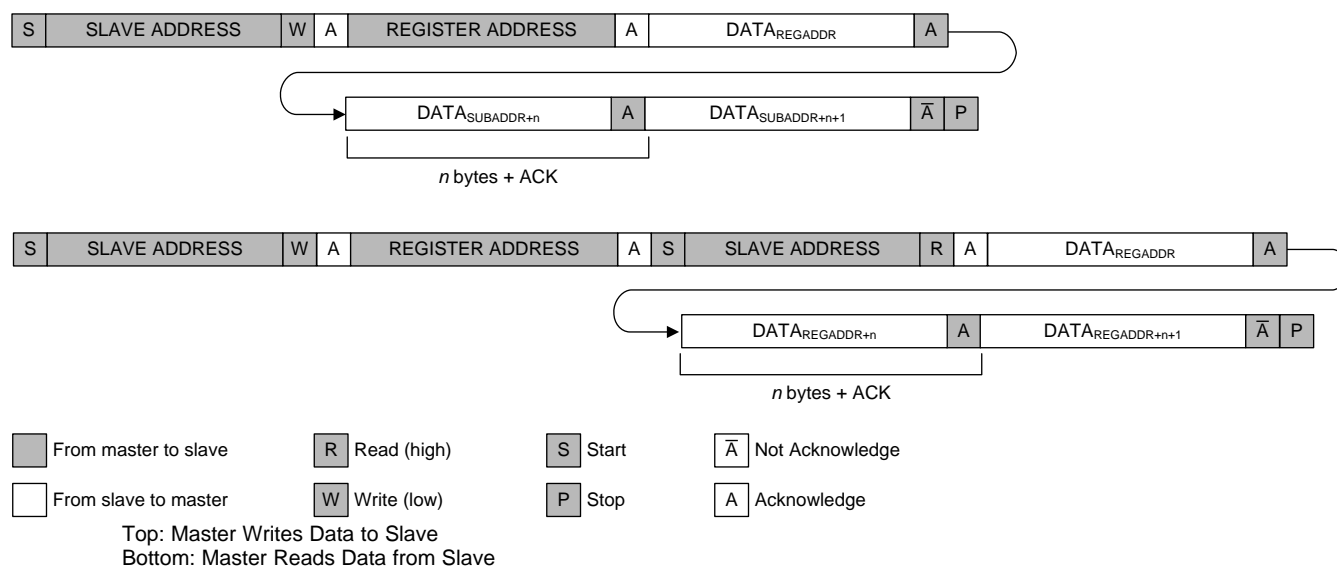 S SLAVE ADDRESS W A REGISTER ADDRESS A DATAREGADDR A
DATASUBADDR+n A DATASUBADDR+n+1 A̅ P
n bytes + ACK
S SLAVE ADDRESS W A REGISTER ADDRESS A S SLAVE ADDRESS R A DATAREGADDR A
DATAREGADDR+n A DATAREGADDR+n+1 A̅ P
n bytes + ACK
From master to slave R Read (high) S Start A̅ Not Acknowledge
From slave to master W Write (low) P Stop A Acknowledge
Top: Master Writes Data to Slave
Bottom: Master Reads Data from Slave